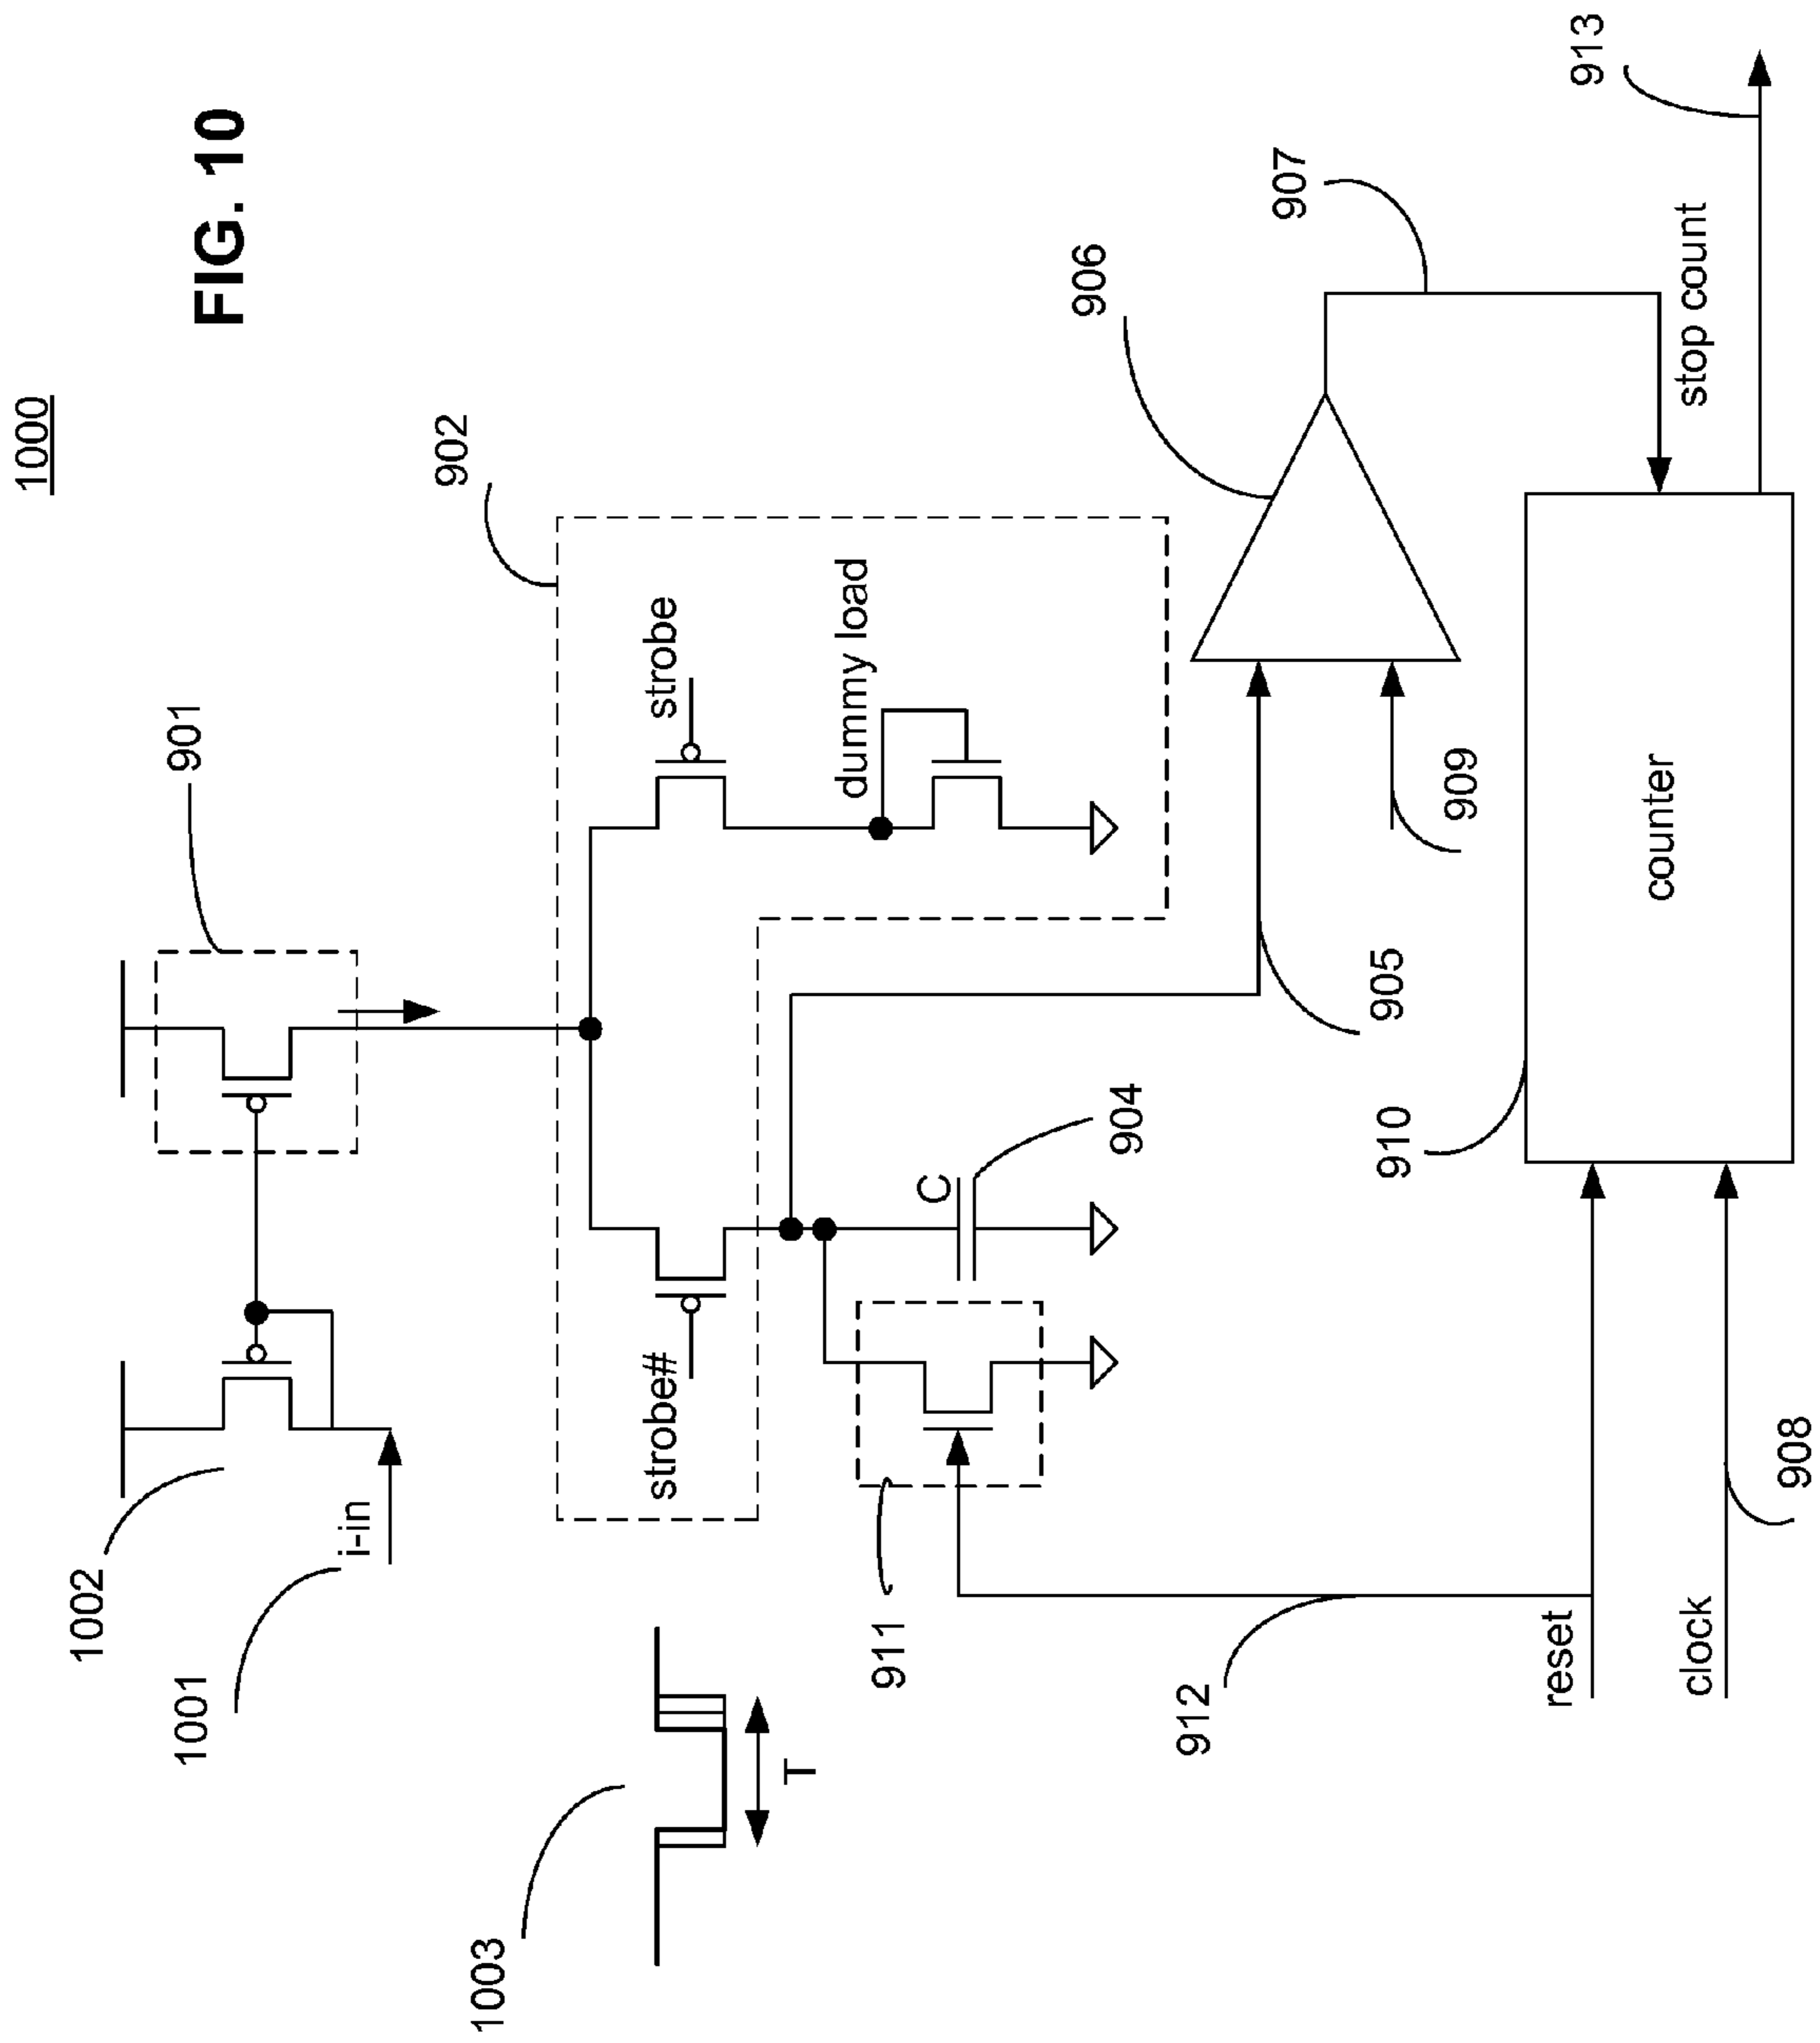 1000
FIG. 10
1002
1001
i-in
901
902
1003
T
strobe#
strobe
dummy load
911
C
904
905
906
907
909
912
reset
clock
908
910
counter
stop count
913